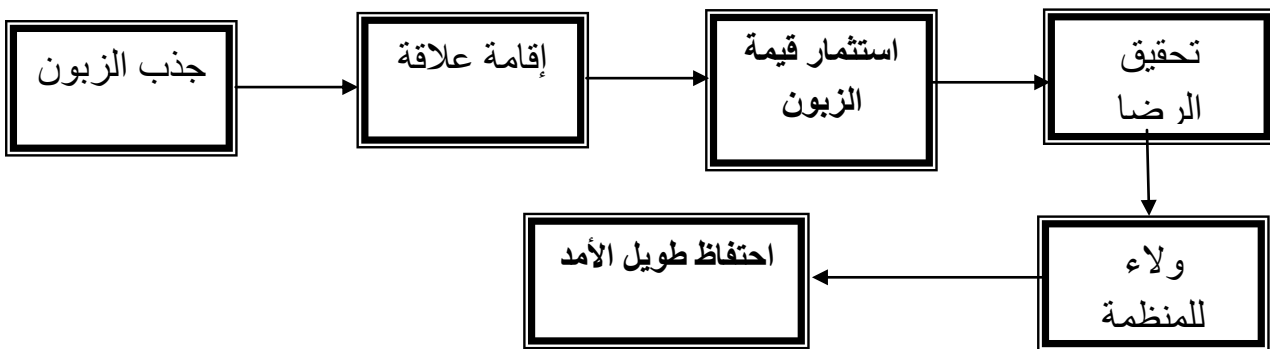 جذب الزبون
إقامة علاقة
استثمار قيمة
الزبون
تحقيق
الرضا
ولاء
للمنظمة
احتفاظ طويل الأمد